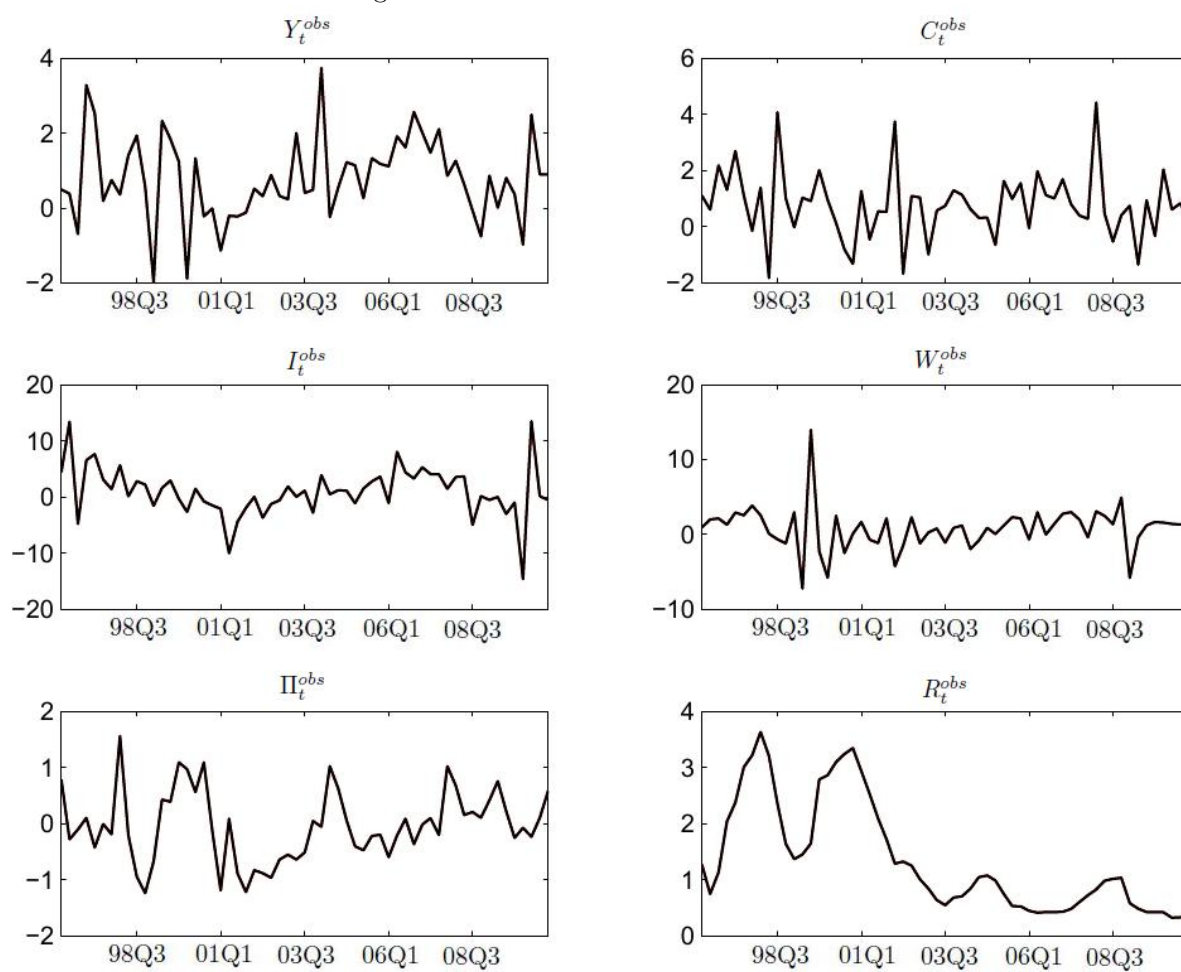 Y_t^{obs} C_t^{obs}
4 6
2 4
0 2
−2 0
−2
98Q3 01Q1 03Q3 06Q1 08Q3 98Q3 01Q1 03Q3 06Q1 08Q3
I_t^{obs} W_t^{obs}
20 20
10 10
0 0
−10 −10
−20
98Q3 01Q1 03Q3 06Q1 08Q3 98Q3 01Q1 03Q3 06Q1 08Q3
Π_t^{obs} R_t^{obs}
2 4
1 3
0 2
−1 1
−2 0
98Q3 01Q1 03Q3 06Q1 08Q3 98Q3 01Q1 03Q3 06Q1 08Q3